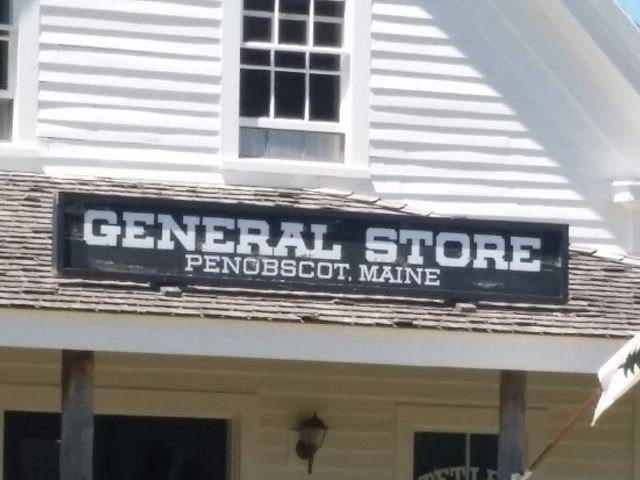 GENERAL STORE
PENOBSCOT, MAINE